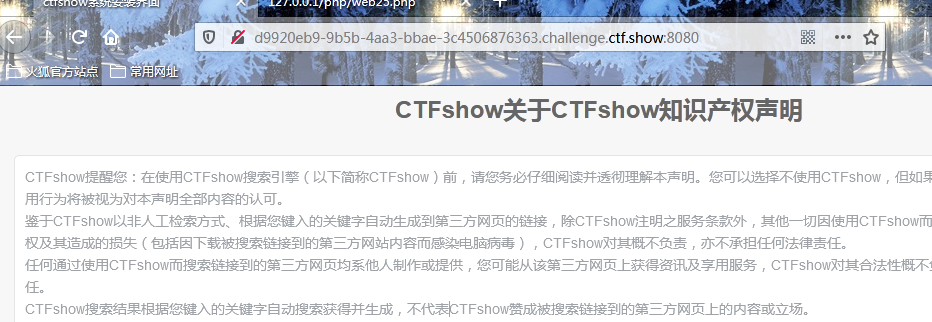 ctfshow系统安装界面 127.0.0.1/php/web25.php
d9920eb9-9b5b-4aa3-bbae-3c4506876363.challenge.ctf.show:8080
火狐官方站点 常用网址
CTFshow关于CTFshow知识产权声明
CTFshow提醒您：在使用CTFshow搜索引擎（以下简称CTFshow）前，请您务必仔细阅读并透彻理解本声明。您可以选择不使用CTFshow，但如果
用行为将被视为对本声明全部内容的认可。
鉴于CTFshow以非人工检索方式、根据您键入的关键字自动生成到第三方网页的链接，除CTFshow注明之服务条款外，其他一切因使用CTFshow而
权及其造成的损失（包括因下载被搜索链接到的第三方网站内容而感染电脑病毒），CTFshow对其概不负责，亦不承担任何法律责任。
任何通过使用CTFshow而搜索链接到的第三方网页均系他人制作或提供，您可能从该第三方网页上获得资讯及享用服务，CTFshow对其合法性概不负
任。
CTFshow搜索结果根据您键入的关键字自动搜索获得并生成，不代表CTFshow赞成被搜索链接到的第三方网页上的内容或立场。